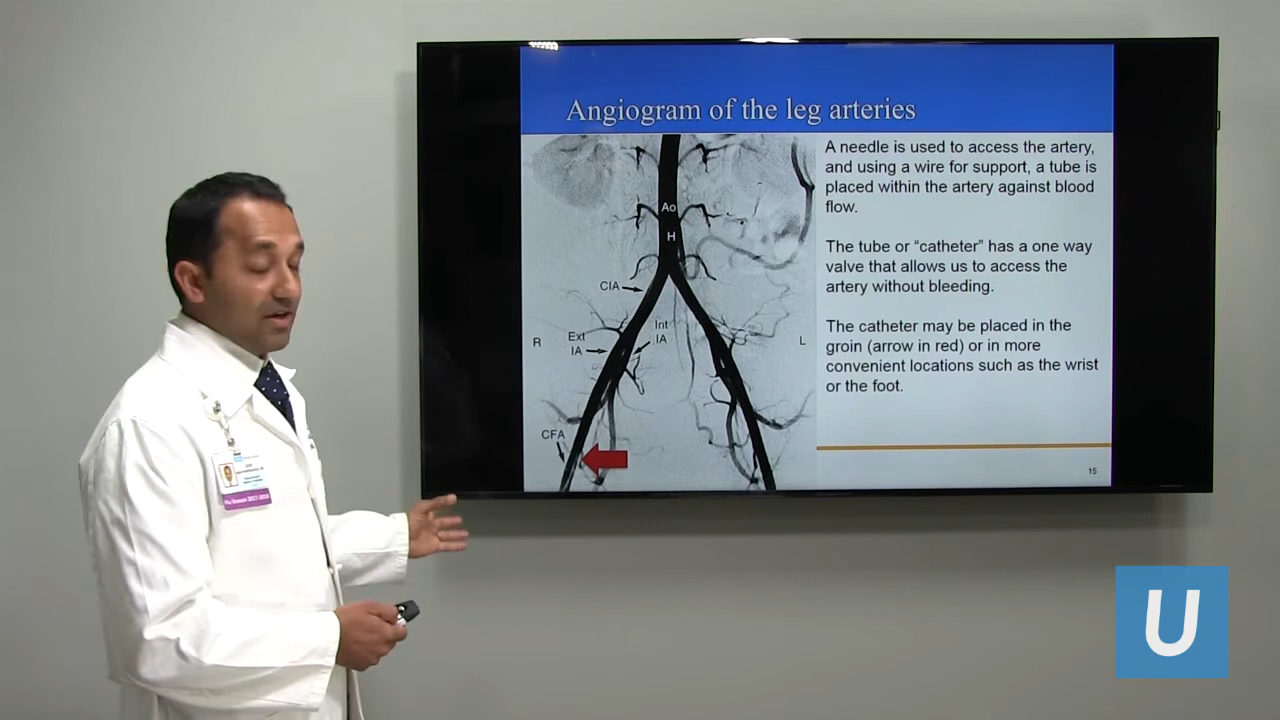 Angiogram of the leg arteries
A needle is used to access the artery,
and using a wire for support, a tube is
placed within the artery against blood
flow.
The tube or “catheter” has a one way
valve that allows us to access the
artery without bleeding.
The catheter may be placed in the
groin (arrow in red) or in more
convenient locations such as the wrist
or the foot.
15
Ao
H
CIA
Int
IA
Ext
IA
R
L
CFA
U